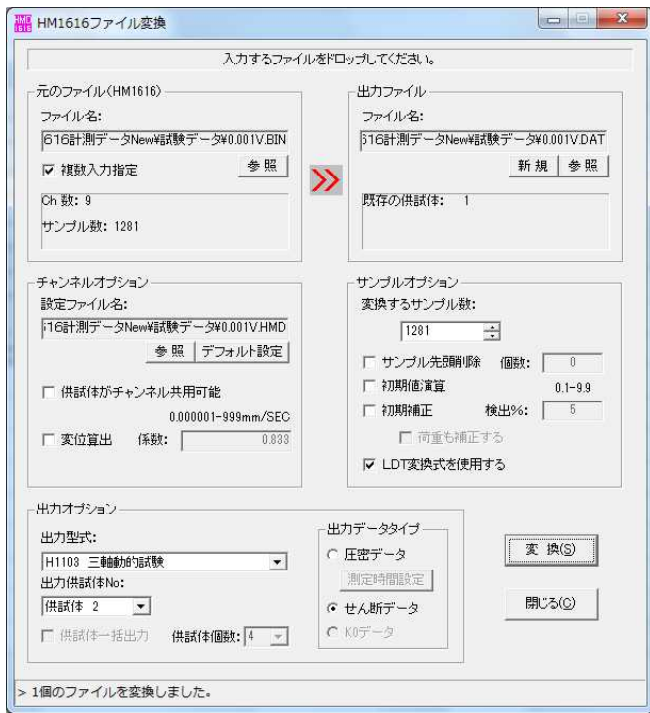 HMD 1616 HM1616ファイル変換
入力するファイルをドロップしてください。
元のファイル(HM1616)
ファイル名:
616計測データNew¥試験データ¥0.001V.BIN
複数入力指定 参照
Ch 数: 9
サンプル数: 1281
出力ファイル
ファイル名:
616計測データNew¥試験データ¥0.001V.DAT
新規 参照
既存の供試体: 1
チャンネルオプション
設定ファイル名:
616計測データNew¥試験データ¥0.001V.HMD
参照 デフォルト設定
供試体がチャンネル共用可能
0.000001-999mm/SEC
変位算出 係数: 0.833
サンプルオプション
変換するサンプル数:
1281
サンプル先頭削除 個数: 0
初期値演算 0.1-9.9
初期補正 検出%: 5
荷重も補正する
LDT変換式を使用する
出力オプション
出力型式:
H1103 三軸動的試験
出力供試体No:
供試体 2
供試体一括出力 供試体個数: 4
出力データタイプ
圧密データ
測定時間設定
せん断データ
K0データ
変 換(S)
閉じる(C)
> 1個のファイルを変換しました。